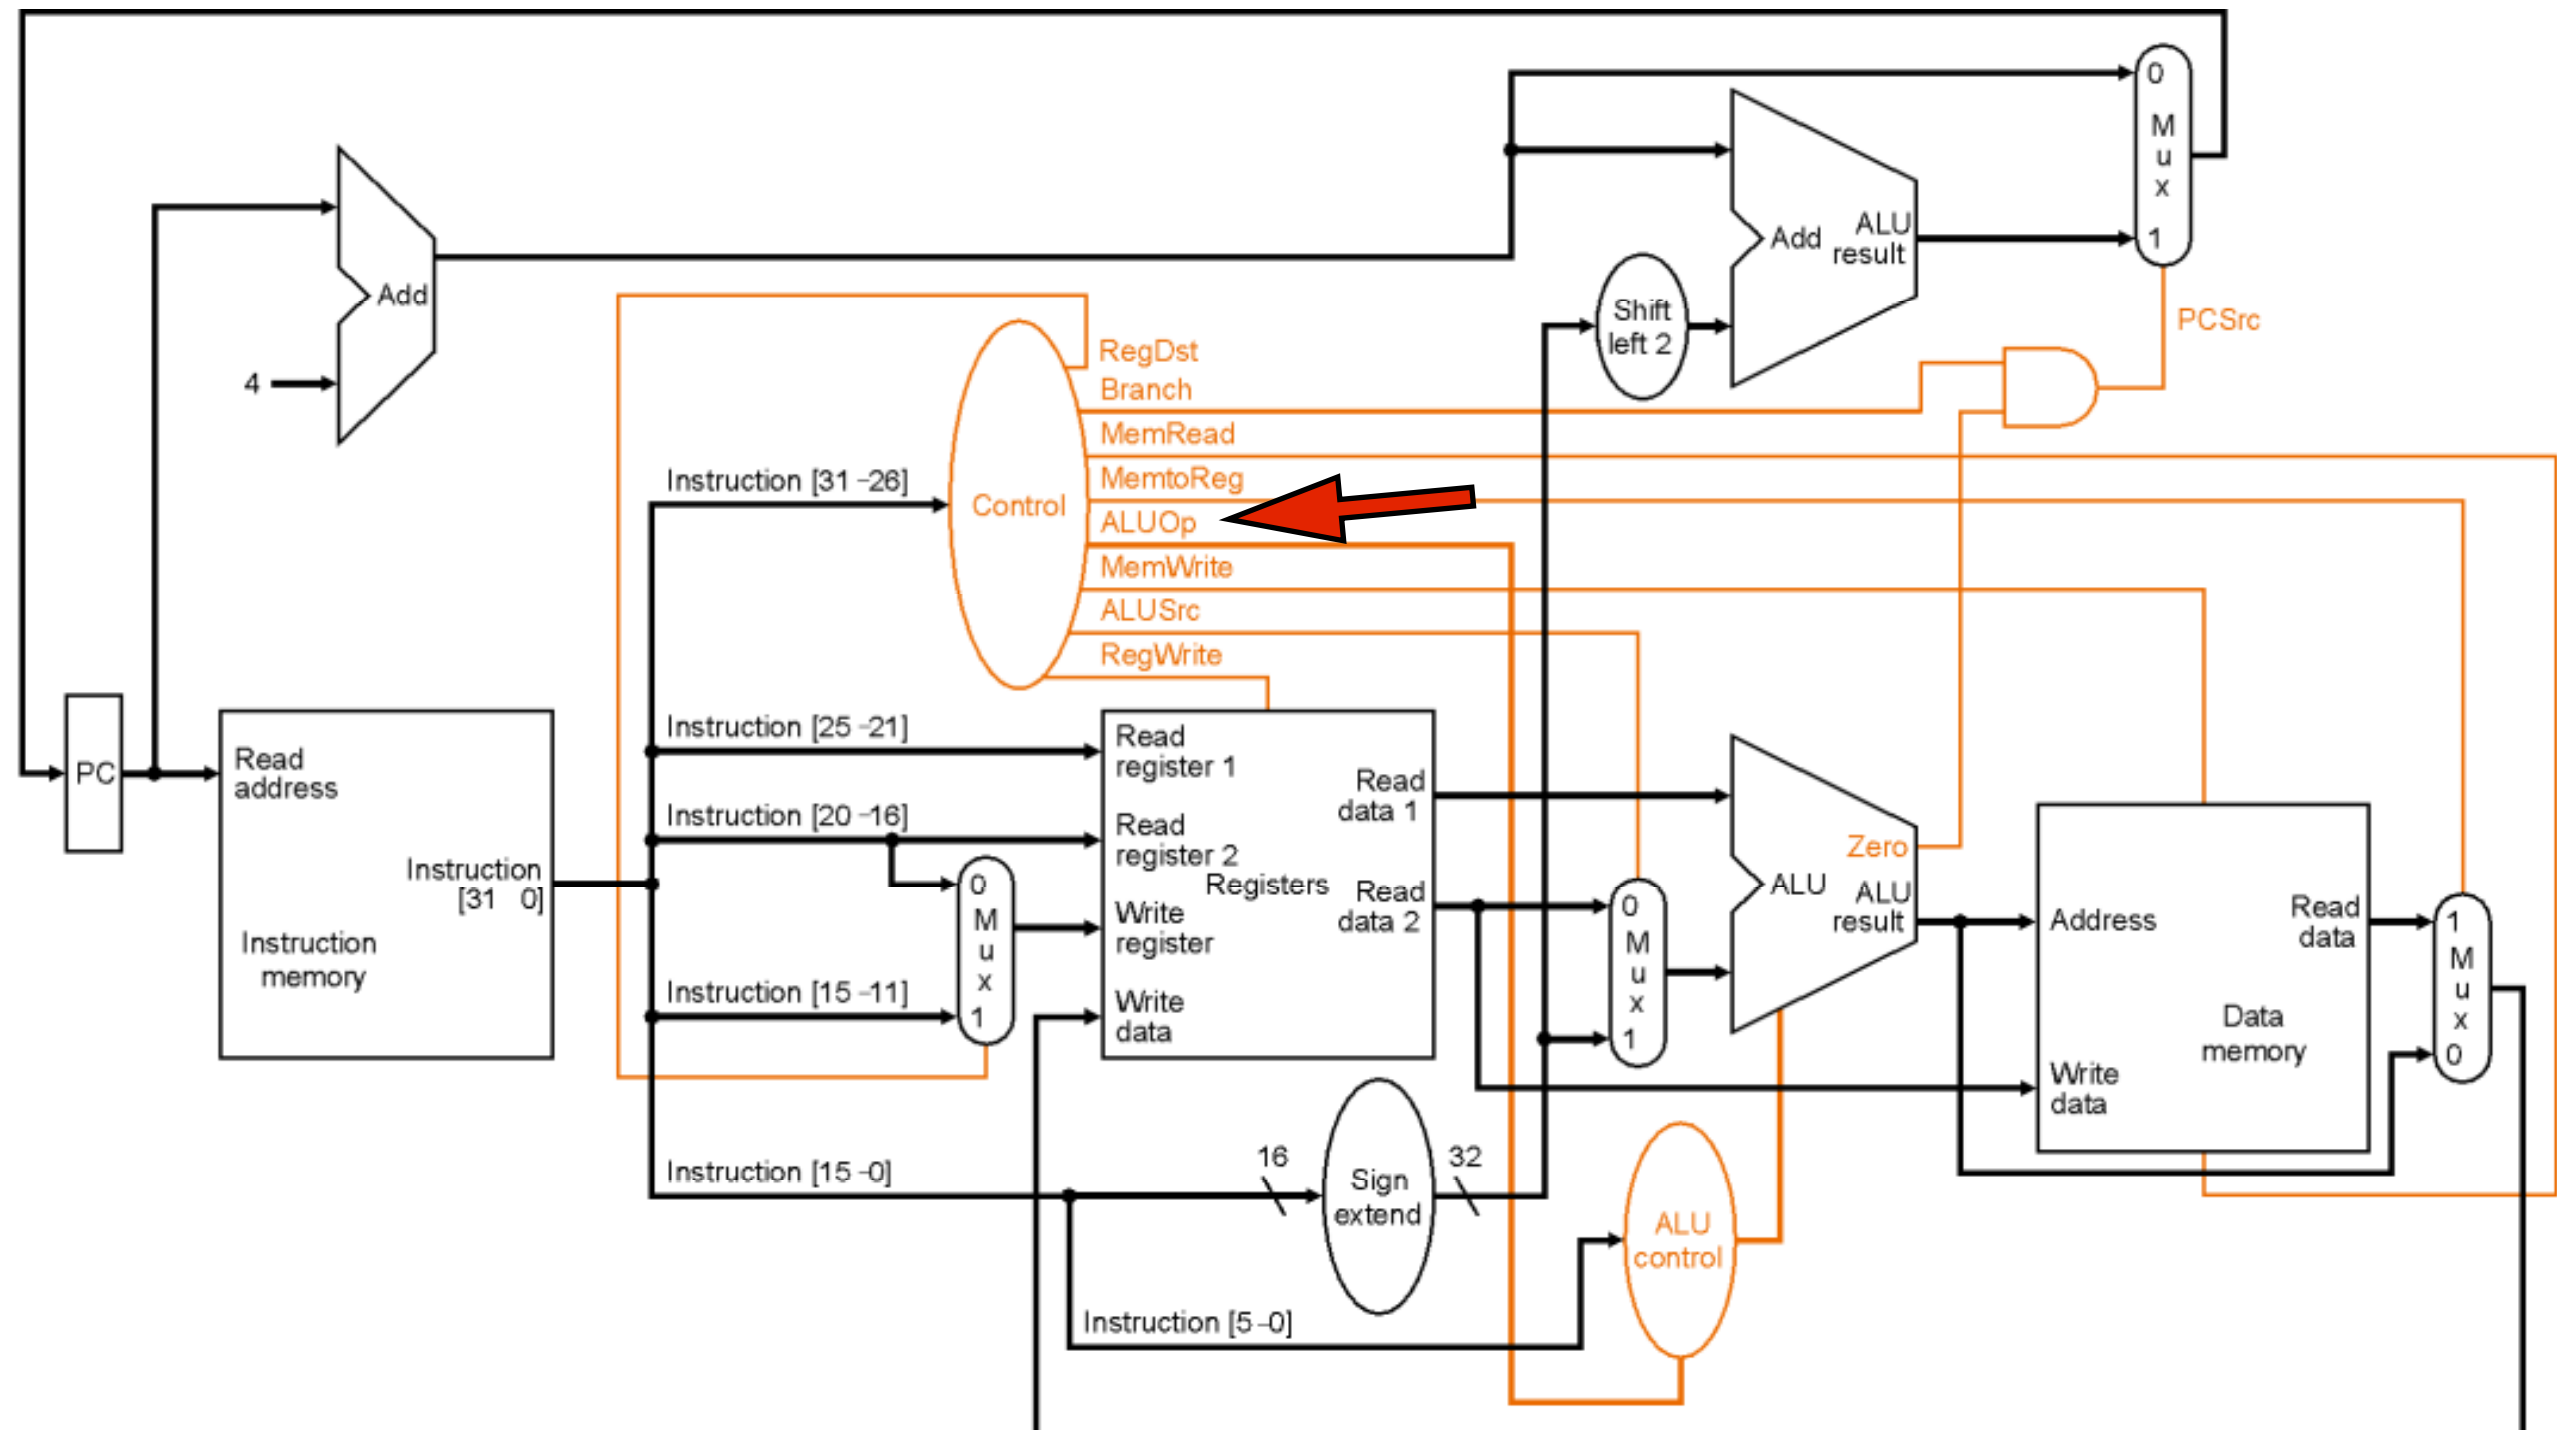 0
M
u
x
1
Add
ALU
result
Add
4
Shift
left 2
PCSrc
RegDst
Branch
MemRead
MemtoReg
ALUOp
MemWrite
ALUSrc
RegWrite
Control
Instruction [31 –26]
Instruction [25 –21]
Instruction [20 –16]
Instruction [15 –11]
Instruction [15 –0]
Instruction [5 –0]
PC
Read
address
Instruction
[31 0]
Instruction
memory
0
M
u
x
1
Read
register 1
Read
register 2
Write
register
Write
data
Registers
Read
data 1
Read
data 2
16
Sign
extend
32
0
M
u
x
1
Zero
ALU
ALU
result
ALU
control
Address
Write
data
Read
data
Data
memory
1
M
u
x
0